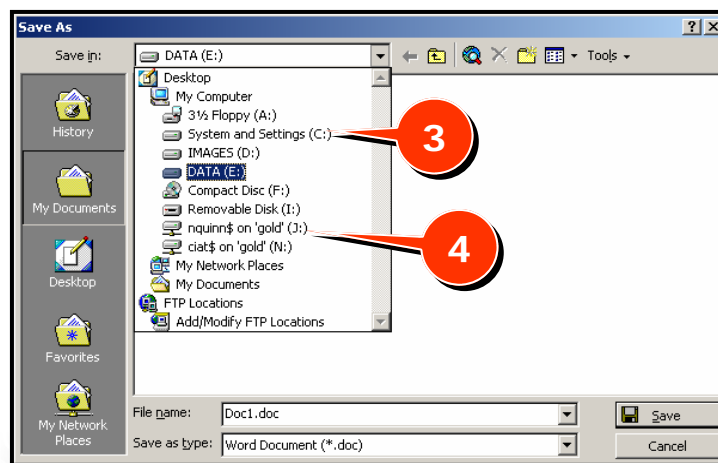 Save As
Save in:
DATA (E:)
Tools
Desktop
My Computer
3½ Floppy (A:)
System and Settings (C:)
IMAGES (D:)
DATA (E:)
Compact Disc (F:)
Removable Disk (I:)
nquinn$ on 'gold' (J:)
ciat$ on 'gold' (N:)
My Network Places
My Documents
FTP Locations
Add/Modify FTP Locations
3
4
History
My Documents
Desktop
Favorites
My Network
Places
File name:
Doc1.doc
Save
Save as type:
Word Document (*.doc)
Cancel